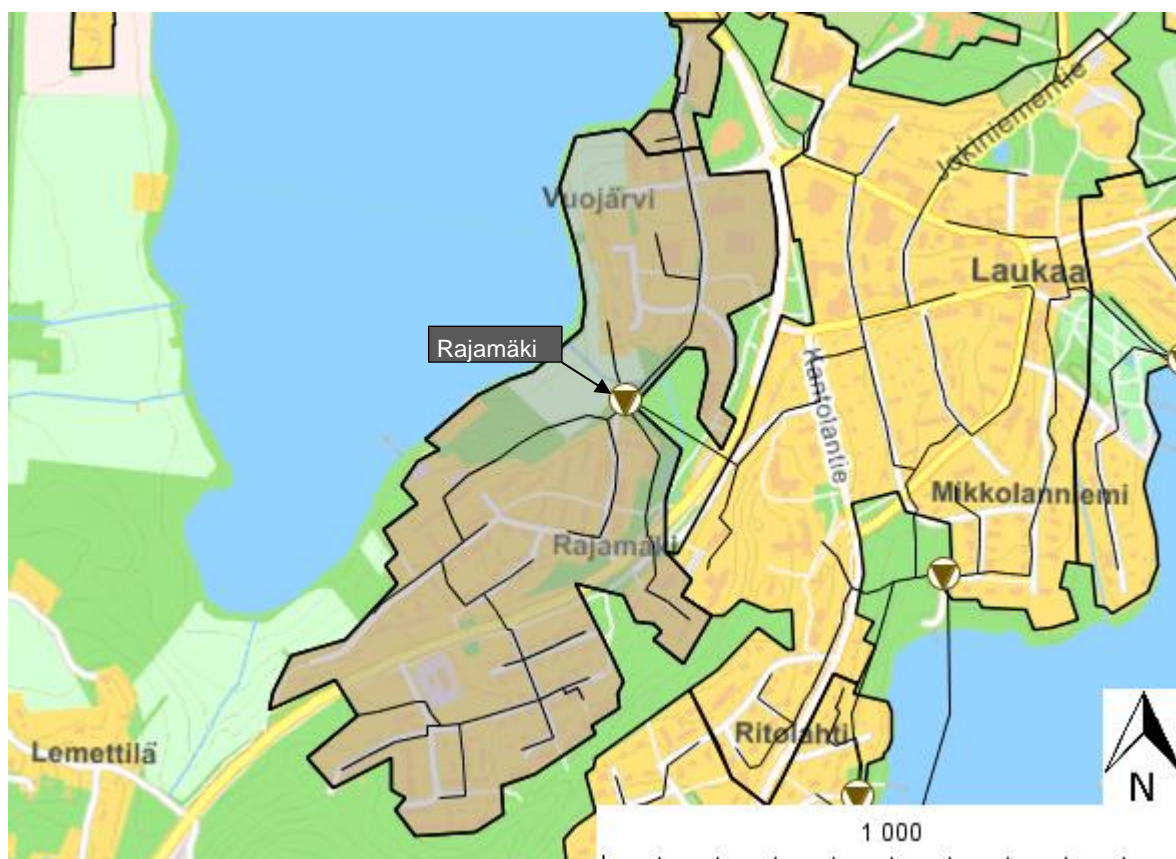 Jokiniementie
Vuojärvi
Laukaa
Rajamäki
Kantolantie
Mikkolanniemi
Rajamäki
Ritolahti
Lemettilä
N
1 000